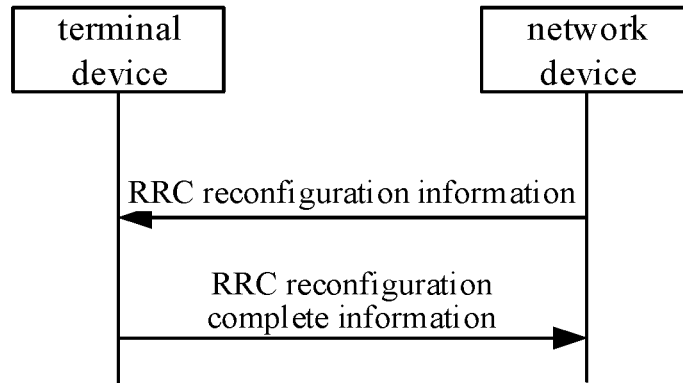 terminal
device
network
device
RRC reconfiguration information
RRC reconfiguration
complete information